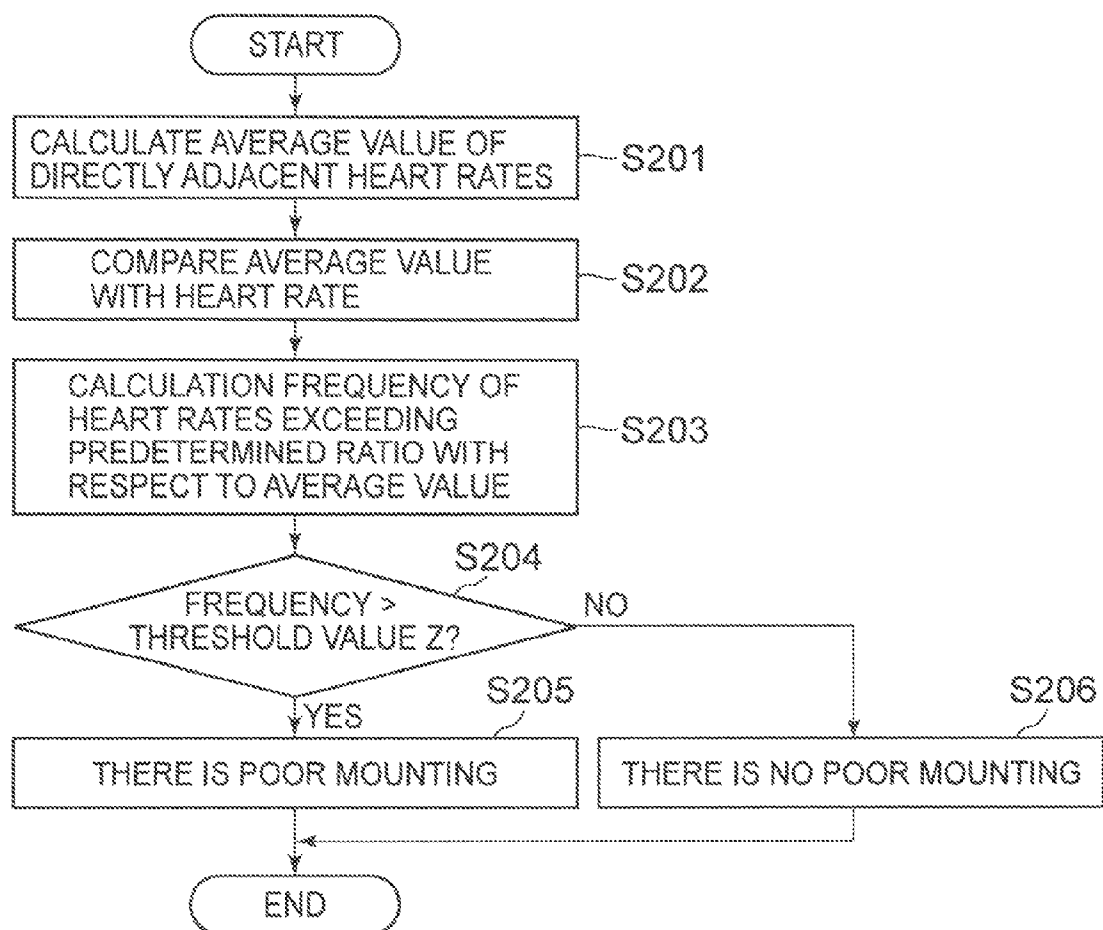 START
CALCULATE AVERAGE VALUE OF
DIRECTLY ADJACENT HEART RATES
S201
COMPARE AVERAGE VALUE
WITH HEART RATE
S202
CALCULATION FREQUENCY OF
HEART RATES EXCEEDING
PREDETERMINED RATIO WITH
RESPECT TO AVERAGE VALUE
S203
S204
FREQUENCY >
THRESHOLD VALUE Z?
NO
YES
S205
THERE IS POOR MOUNTING
S206
THERE IS NO POOR MOUNTING
END